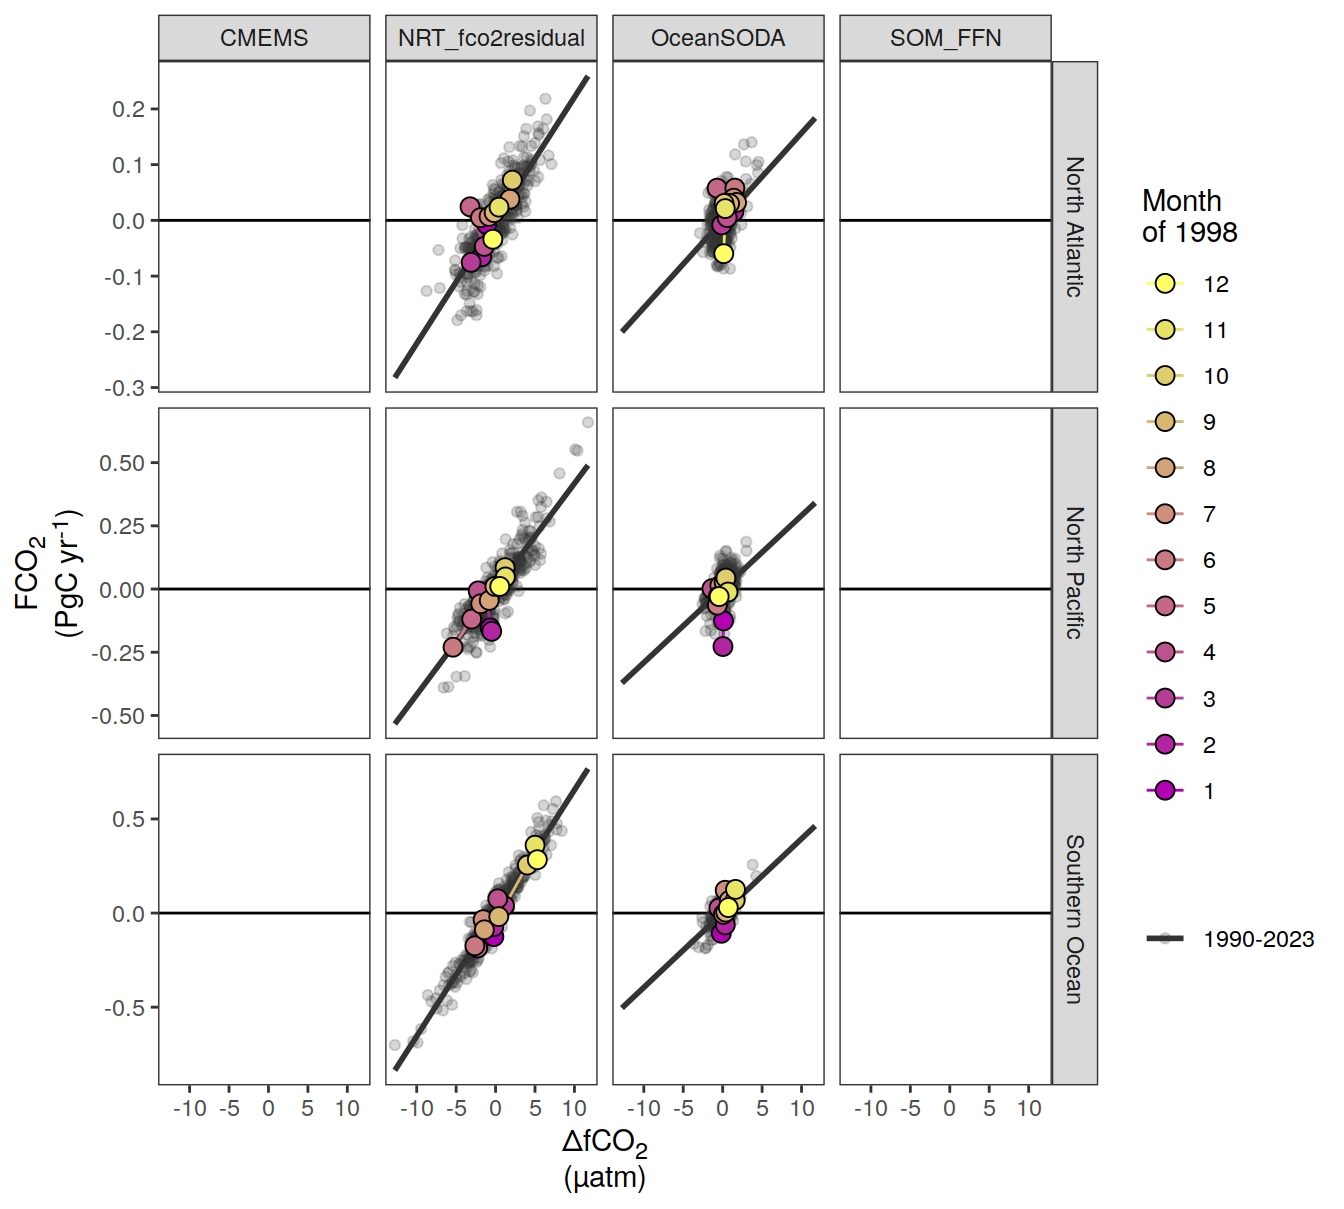 CMEMS NRT_fco2residual OceanSODA SOM_FFN
0.2
0.1
0.0
-0.1
-0.2
-0.3
North Atlantic
0.50
0.25
0.00
-0.25
-0.50
North Pacific
0.5
0.0
-0.5
Southern Ocean
FCO₂
(PgC yr⁻¹)
-10 -5 0 5 10 -10 -5 0 5 10 -10 -5 0 5 10 -10 -5 0 5 10
ΔfCO₂
(µatm)
Month
of 1998
12
11
10
9
8
7
6
5
4
3
2
1
1990-2023